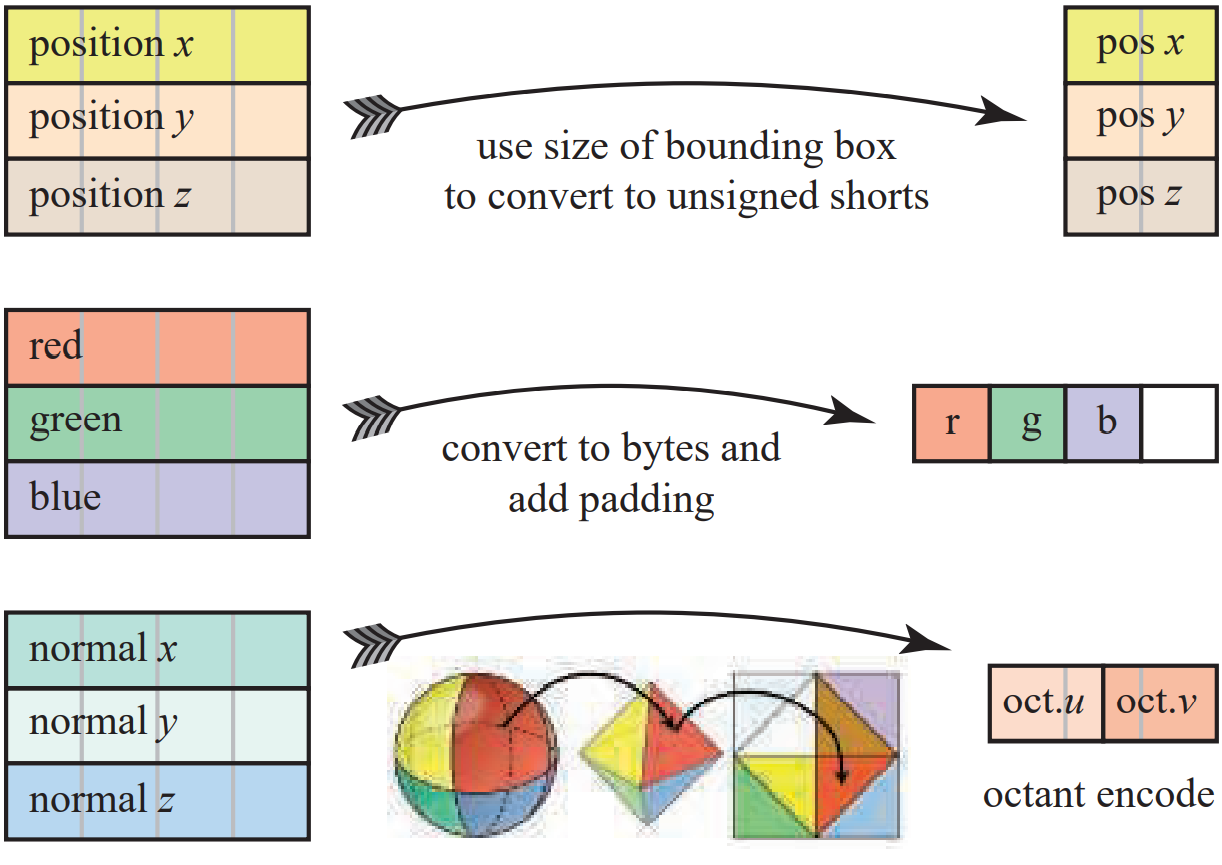 position x
position y
position z
use size of bounding box
to convert to unsigned shorts
pos x
pos y
pos z
red
green
blue
convert to bytes and
add padding
r
g
b
normal x
normal y
normal z
oct.u
oct.v
octant encode